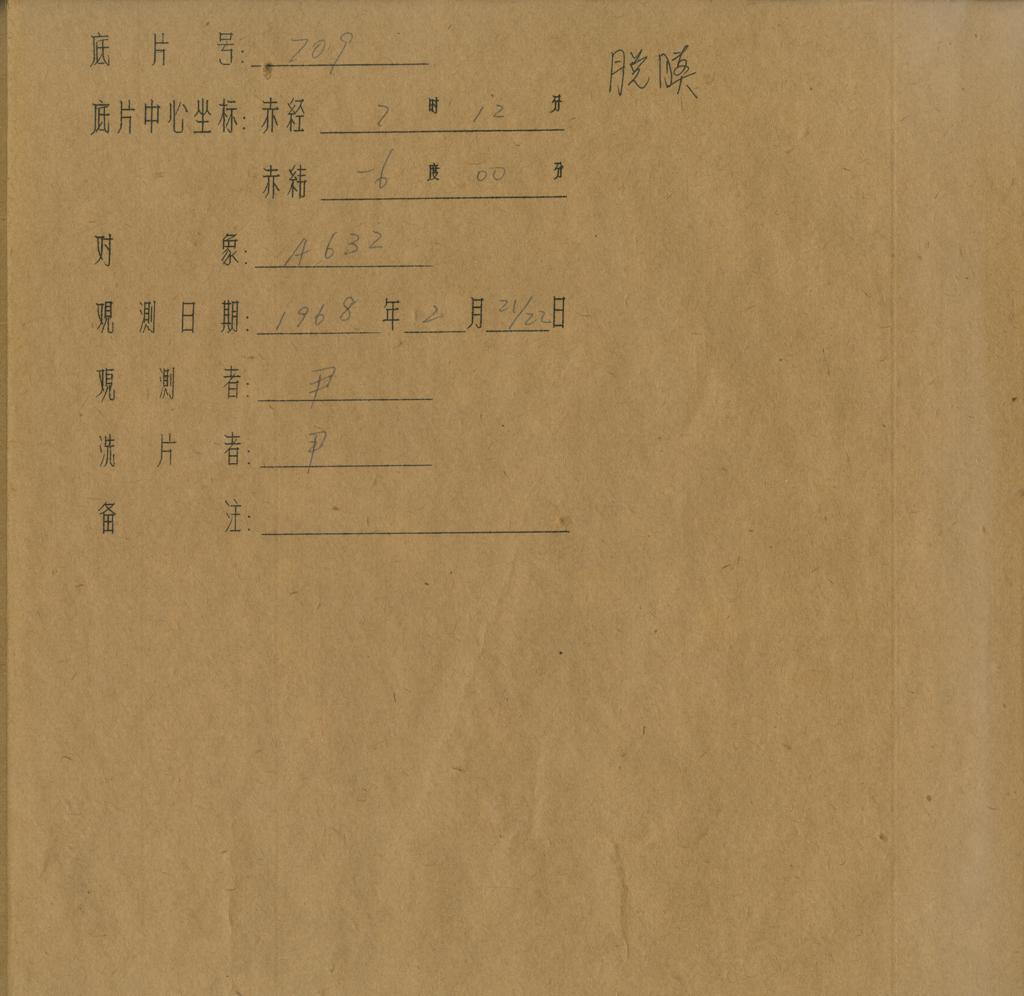 底片号: 709
脱膜
底片中心坐标: 赤经 7 时 12 分
赤纬 -6 度 00 分
对象: A632
观测日期: 1968 年 2 月 21/22 日
观测者: 尹
洗片者: 尹
备注: